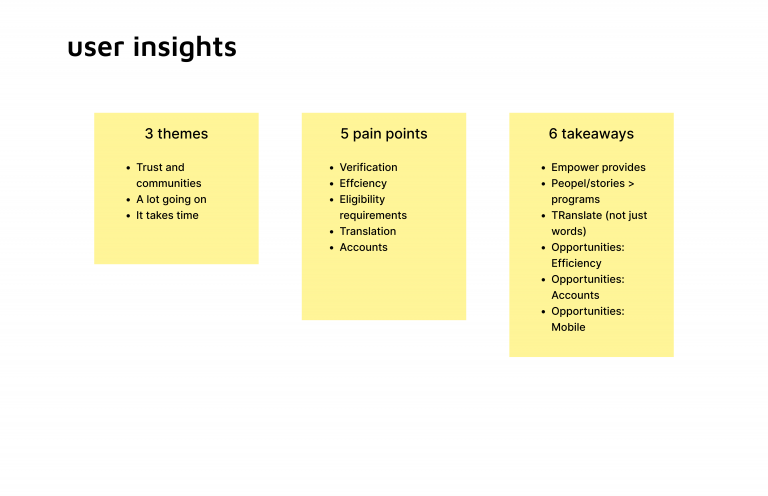 user insights
3 themes
• Trust and
communities
• A lot going on
• It takes time
5 pain points
• Verification
• Effciency
• Eligibility
requirements
• Translation
• Accounts
6 takeaways
• Empower provides
• Peopel/stories >
programs
• TRanslate (not just
words)
• Opportunities:
Efficiency
• Opportunities:
Accounts
• Opportunities:
Mobile